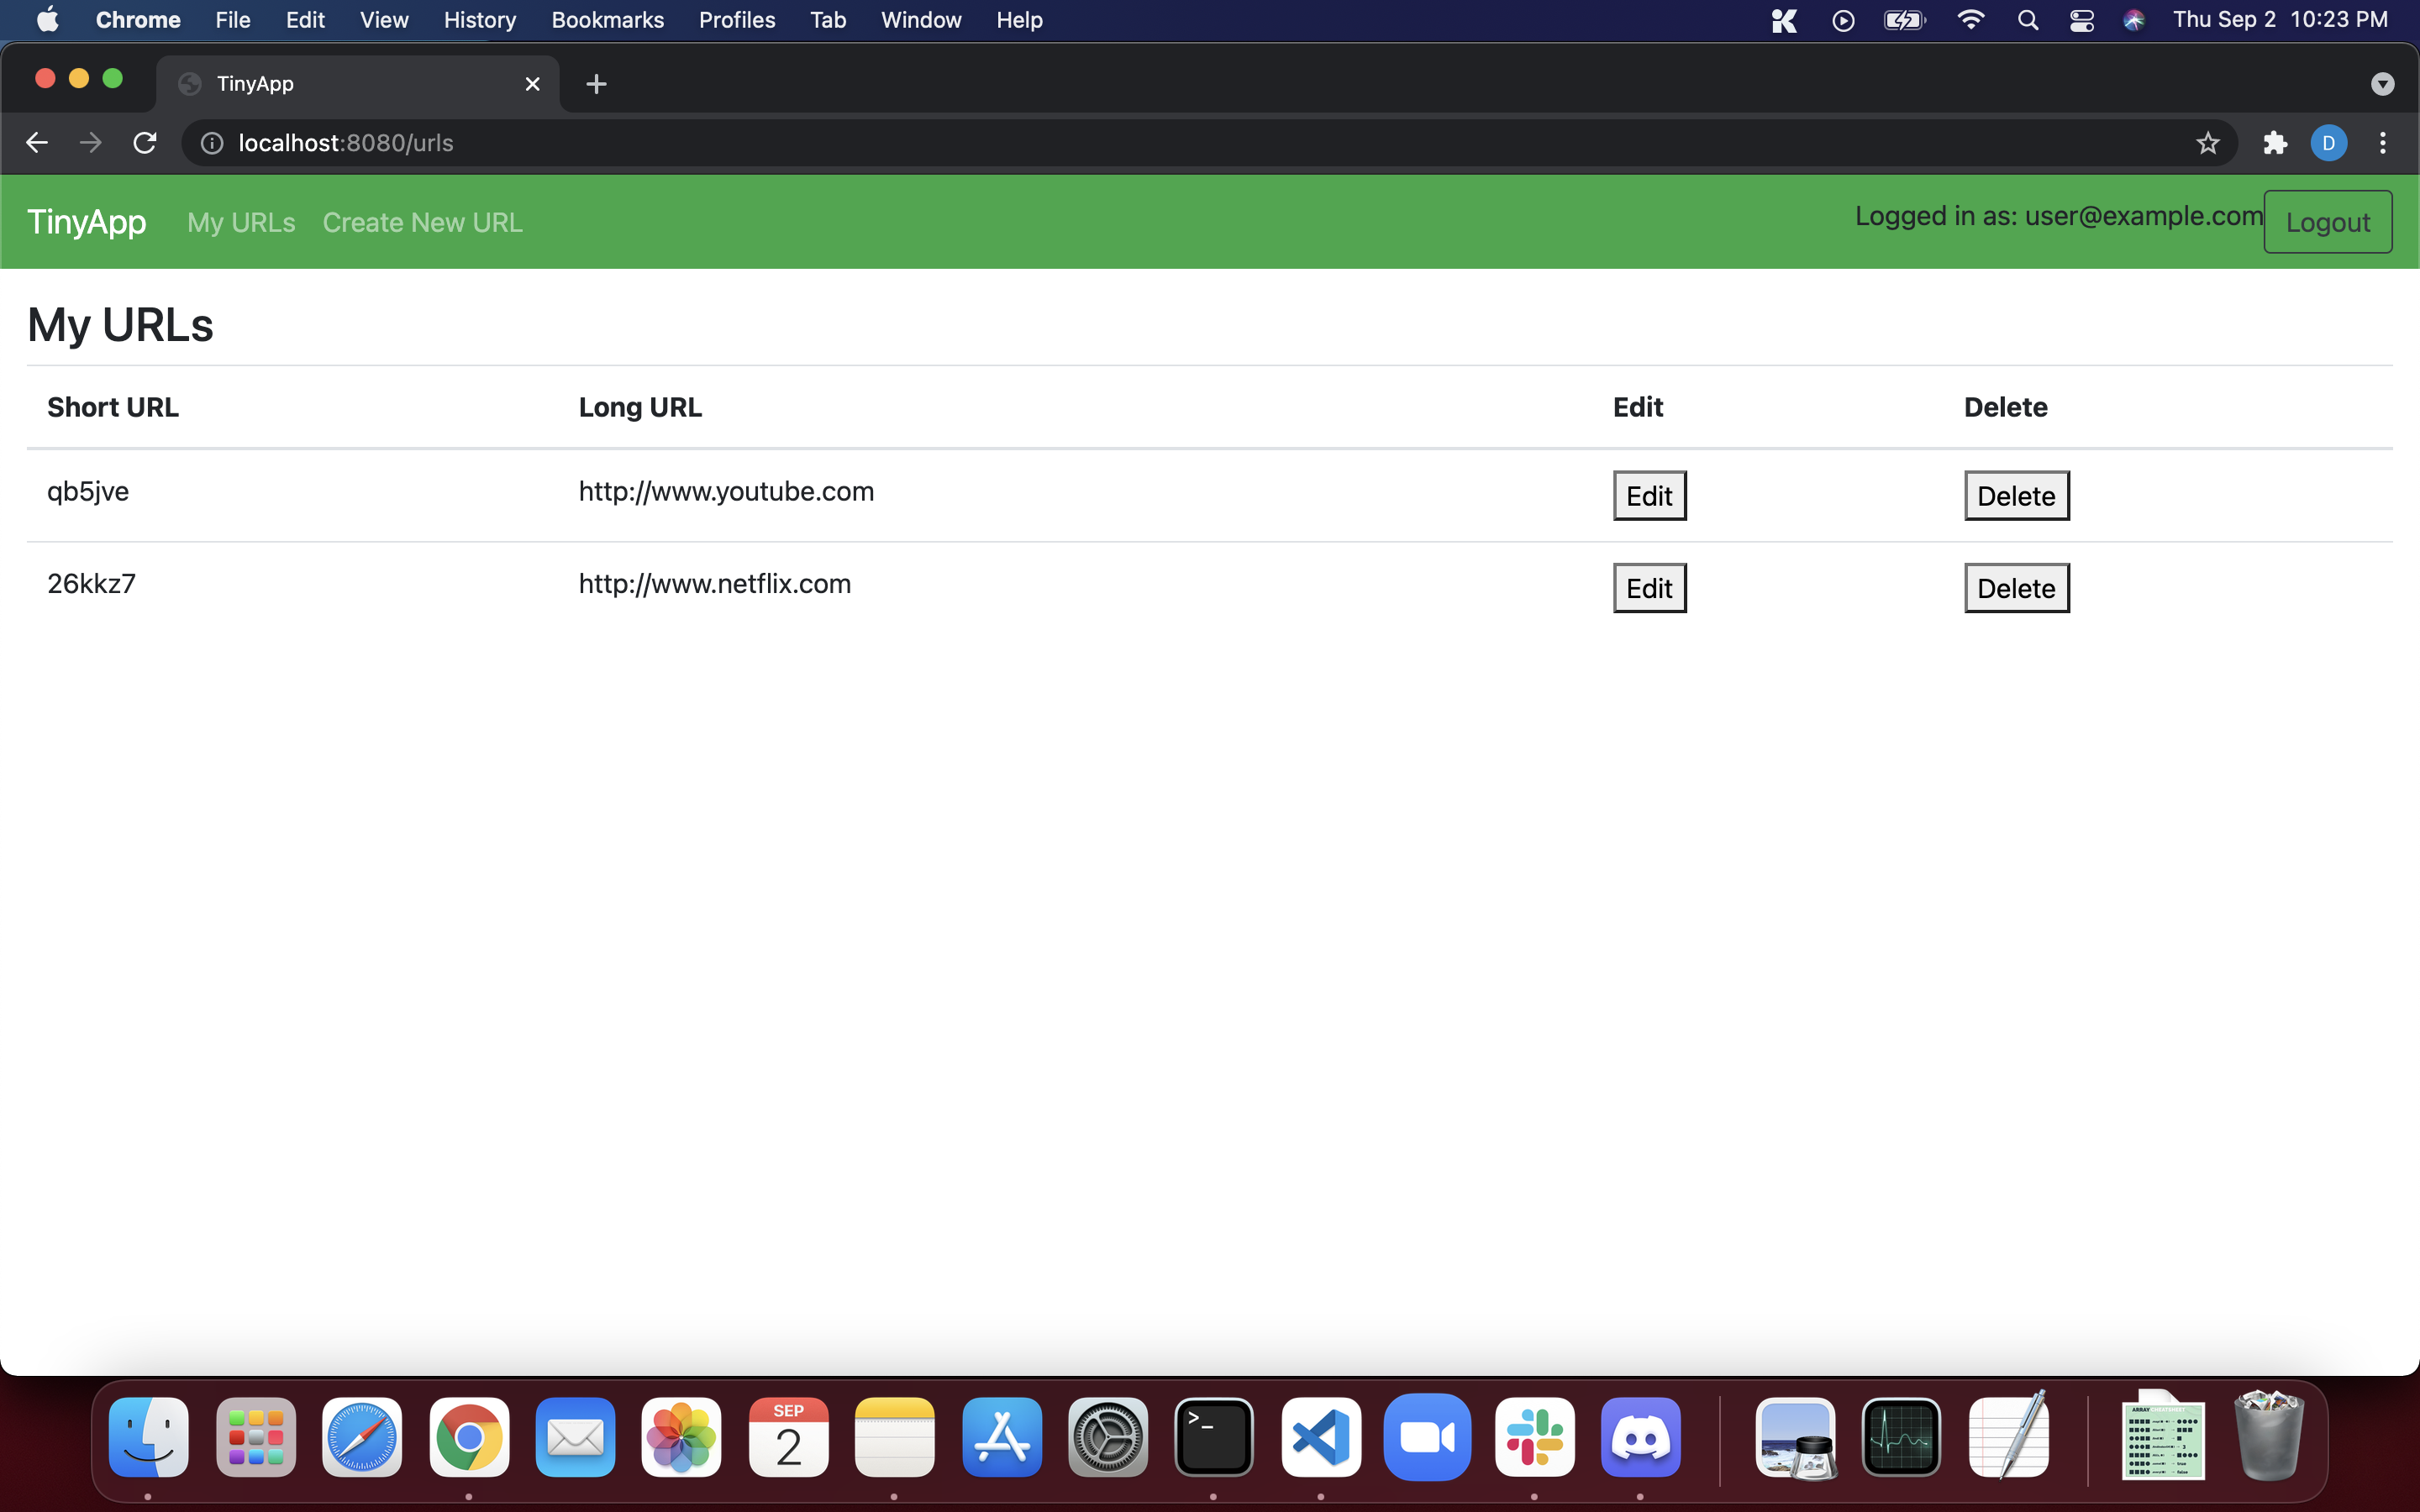 Chrome File Edit View History Bookmarks Profiles Tab Window Help Thu Sep 2 10:23 PM
TinyApp
localhost:8080/urls D
TinyApp My URLs Create New URL Logged in as: user@example.com Logout
My URLs
Short URL Long URL Edit Delete
qb5jve http://www.youtube.com Edit Delete
26kkz7 http://www.netflix.com Edit Delete
SEP
2
>_